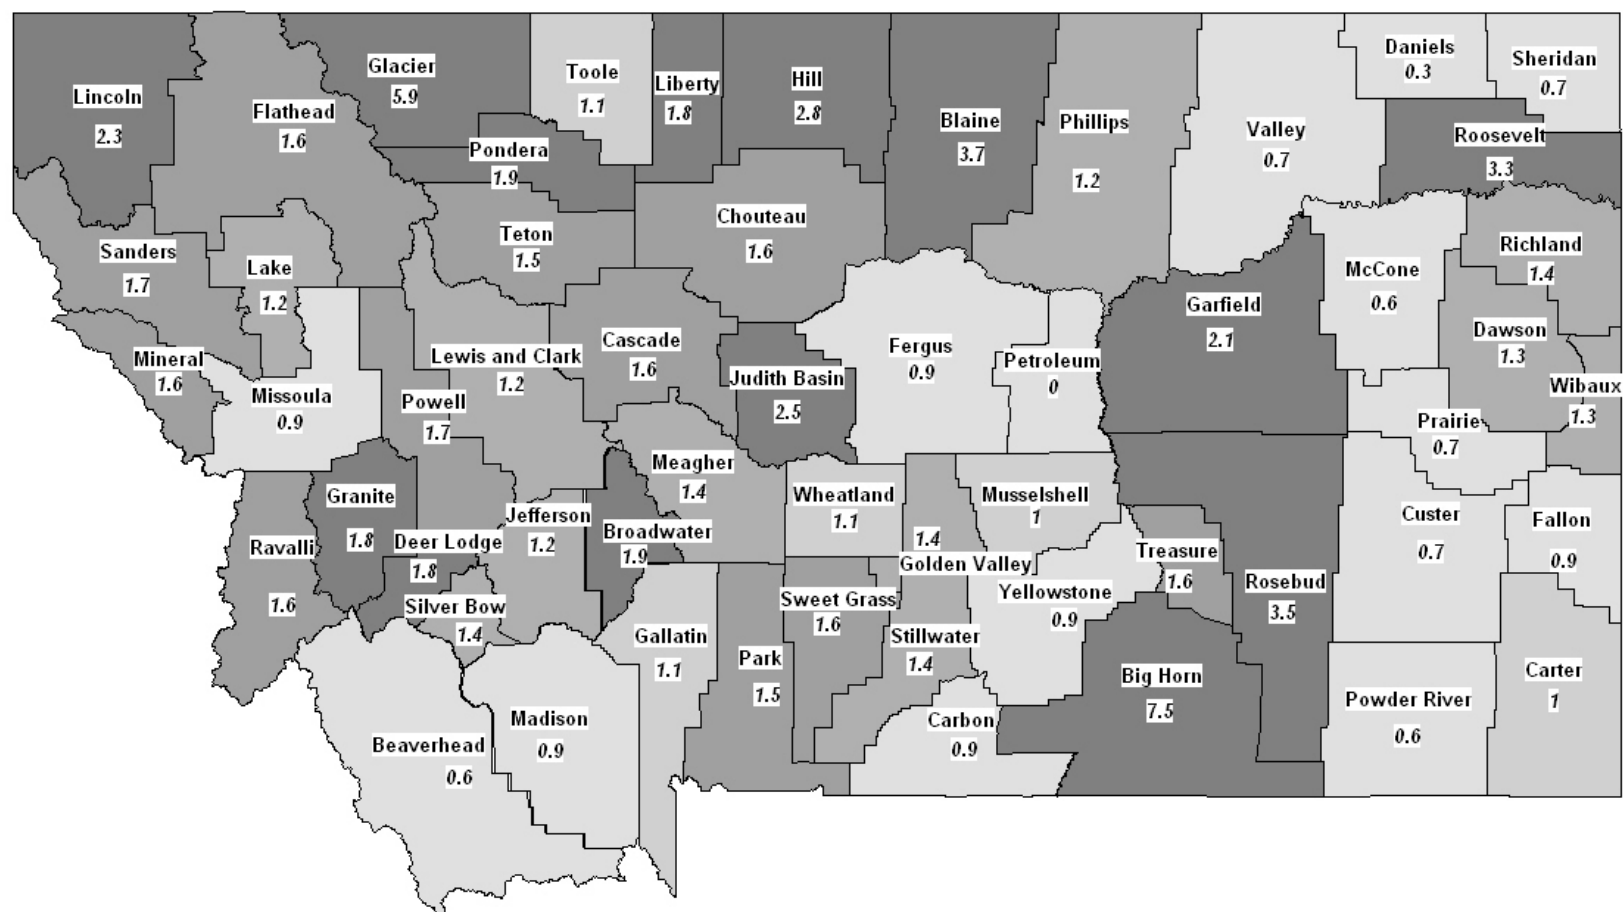 Lincoln
2.3
Flathead
1.6
Glacier
5.9
Toole
1.1
Liberty
1.8
Hill
2.8
Blaine
3.7
Phillips
1.2
Valley
0.7
Daniels
0.3
Sheridan
0.7
Roosevelt
3.3
Pondera
1.9
Sanders
1.7
Lake
1.2
Teton
1.5
Chouteau
1.6
McCone
0.6
Richland
1.4
Garfield
2.1
Dawson
1.3
Wibaux
1.3
Mineral
1.6
Missoula
0.9
Powell
1.7
Lewis and Clark
1.2
Cascade
1.6
Judith Basin
2.5
Fergus
0.9
Petroleum
0
Prairie
0.7
Meagher
1.4
Wheatland
1.1
Musselshell
1
Granite
1.8
Ravalli
1.6
Deer Lodge
1.8
Jefferson
1.2
Broadwater
1.9
1.4
Golden Valley
Treasure
1.6
Custer
0.7
Fallon
0.9
Silver Bow
1.4
Sweet Grass
1.6
Yellowstone
0.9
Rosebud
3.5
Gallatin
1.1
Park
1.5
Stillwater
1.4
Big Horn
7.5
Powder River
0.6
Carter
1
Beaverhead
0.6
Madison
0.9
Carbon
0.9